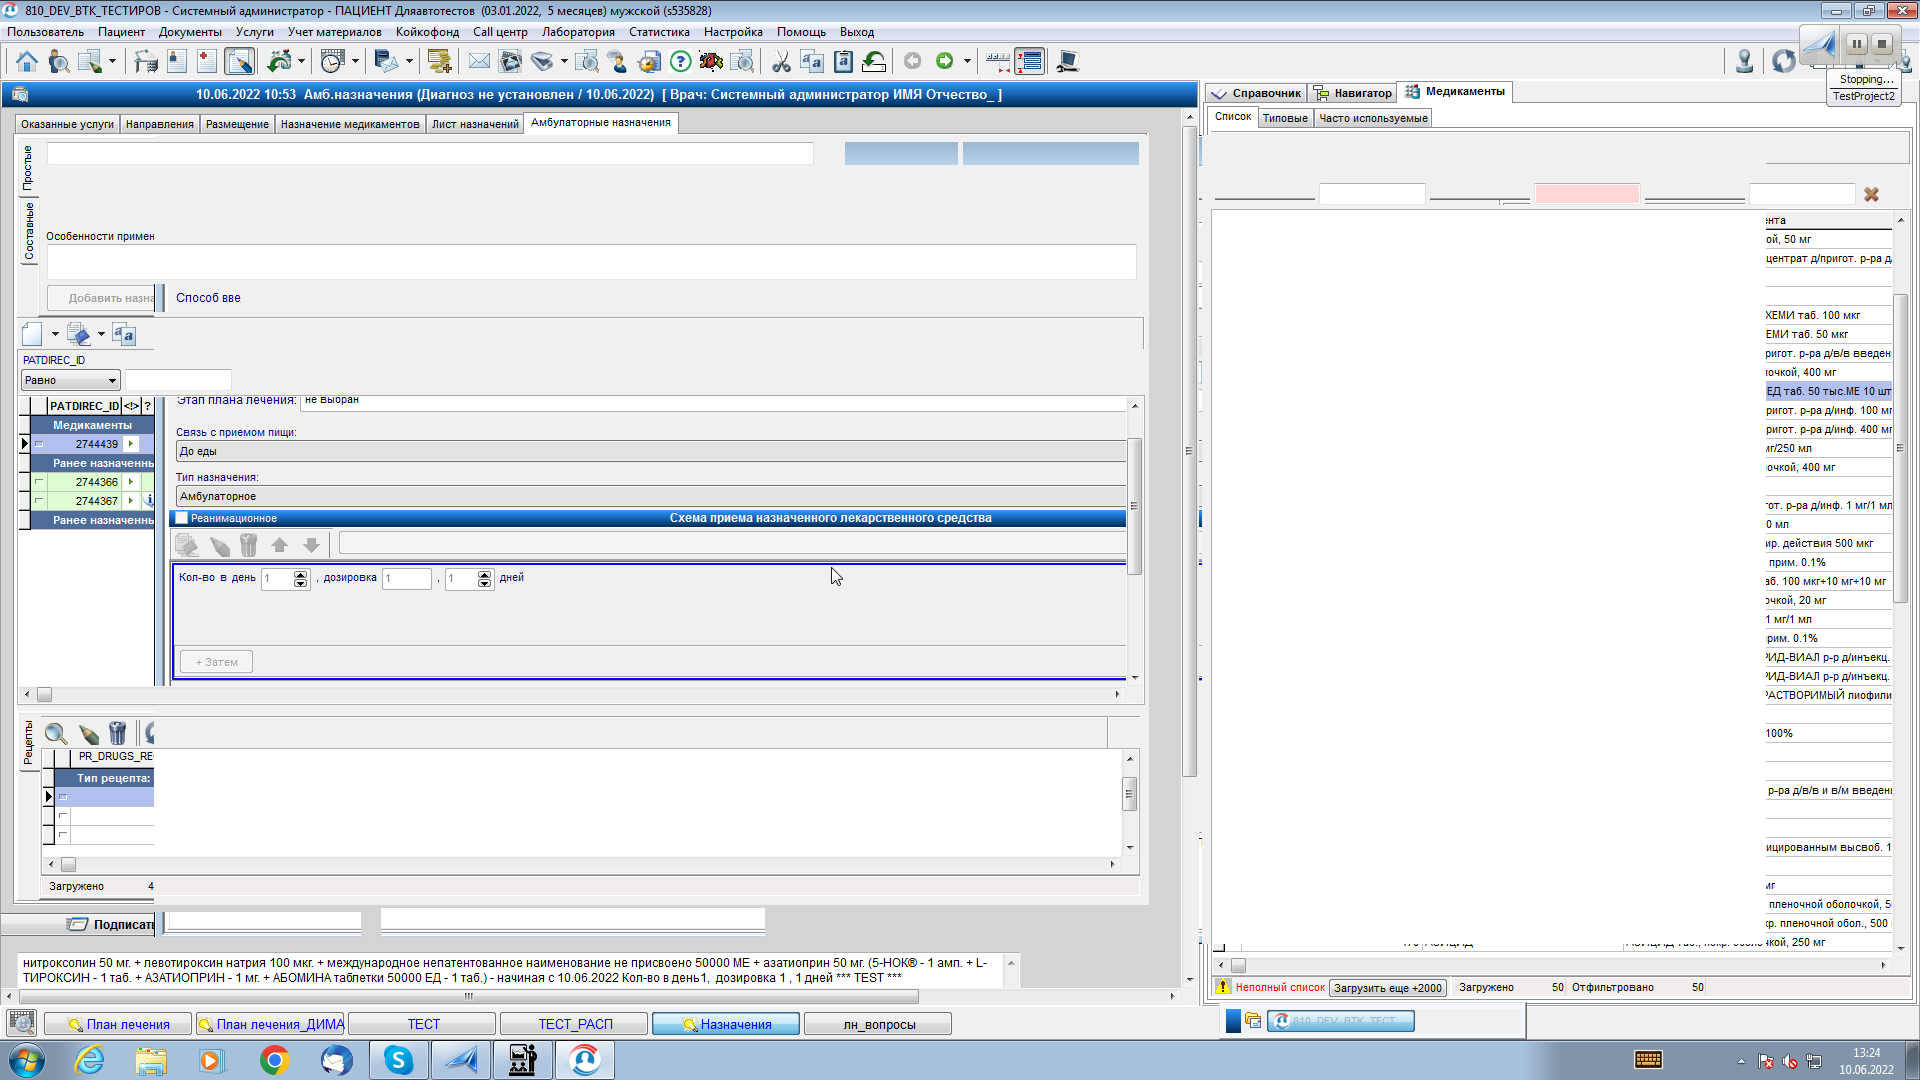 810_DEV_BTK_ТЕСТИРОВ - Системный администратор - ПАЦИЕНТ Дляавтотестов (03.01.2022, 5 месяцев) мужской (s535828)
Пользователь Пациент Документы Услуги Учет материалов Койкофонд Call центр Лаборатория Статистика Настройка Помощь Выход
Stopping...
TestProject2
10.06.2022 10:53 Амб.назначения (Диагноз не установлен / 10.06.2022) [ Врач: Системный администратор ИМЯ Отчество_ ]
Оказанные услуги Направления Размещение Назначение медикаментов Лист назначений Амбулаторные назначения
Простые
Составные
Особенности примен
Добавить назна
Способ вве
PATDIREC_ID
Равно
PATDIREC_ID <!> ?
Медикаменты
2744439
Ранее назначеннь
2744366
2744367
Ранее назначеннь
Этап плана лечения: не выбран
Связь с приемом пищи:
До еды
Тип назначения:
Амбулаторное
Реанимационное Схема приема назначенного лекарственного средства
Кол-во в день 1 , дозировка 1 , 1 дней
+ Затем
Рецепты
PR_DRUGS_RE
Тип рецепта:
Загружено 4
Подписать
нитроксолин 50 мг. + левотироксин натрия 100 мкг. + международное непатентованное наименование не присвоено 50000 МЕ + азатиоприн 50 мг. (5-НОК® - 1 амп. + L-
ТИРОКСИН - 1 таб. + АЗАТИОПРИН - 1 мг. + АБОМИНА таблетки 50000 ЕД - 1 таб.) - начиная с 10.06.2022 Кол-во в день1, дозировка 1 , 1 дней *** TEST ***
План лечения План лечения_ДИМА ТЕСТ ТЕСТ_РАСП Назначения лн_вопросы
Справочник Навигатор Медикаменты
Список Типовые Часто используемые
нта
ой, 50 мг
центрат д/пригот. р-ра д
ХЕМИ таб. 100 мкг
ЕМИ таб. 50 мкг
ригот. р-ра д/в/в введен
очкой, 400 мг
ЕД таб. 50 тыс.МЕ 10 шт
ригот. р-ра д/инф. 100 мг
ригот. р-ра д/инф. 400 мг
мг/250 мл
очкой, 400 мг
гот. р-ра д/инф. 1 мг/1 мл
0 мл
ир. действия 500 мкг
прим. 0.1%
аб. 100 мкг+10 мг+10 мг
очкой, 20 мг
1 мг/1 мл
рим. 0.1%
РИД-ВИАЛ р-р д/инъекц.
РИД-ВИАЛ р-р д/инъекц.
РАСТВОРИМЫЙ лиофили
100%
р-ра д/в/в и в/м введени
ицированным высвоб. 1
мг
пленочной оболочкой, 5
кр. пленочной обол., 500
кой, 250 мг
Неполный список Загрузить еще +2000 Загружено 50 Отфильтровано 50
810_DEV_BTK_ТЕСТ
13:24
10.06.2022